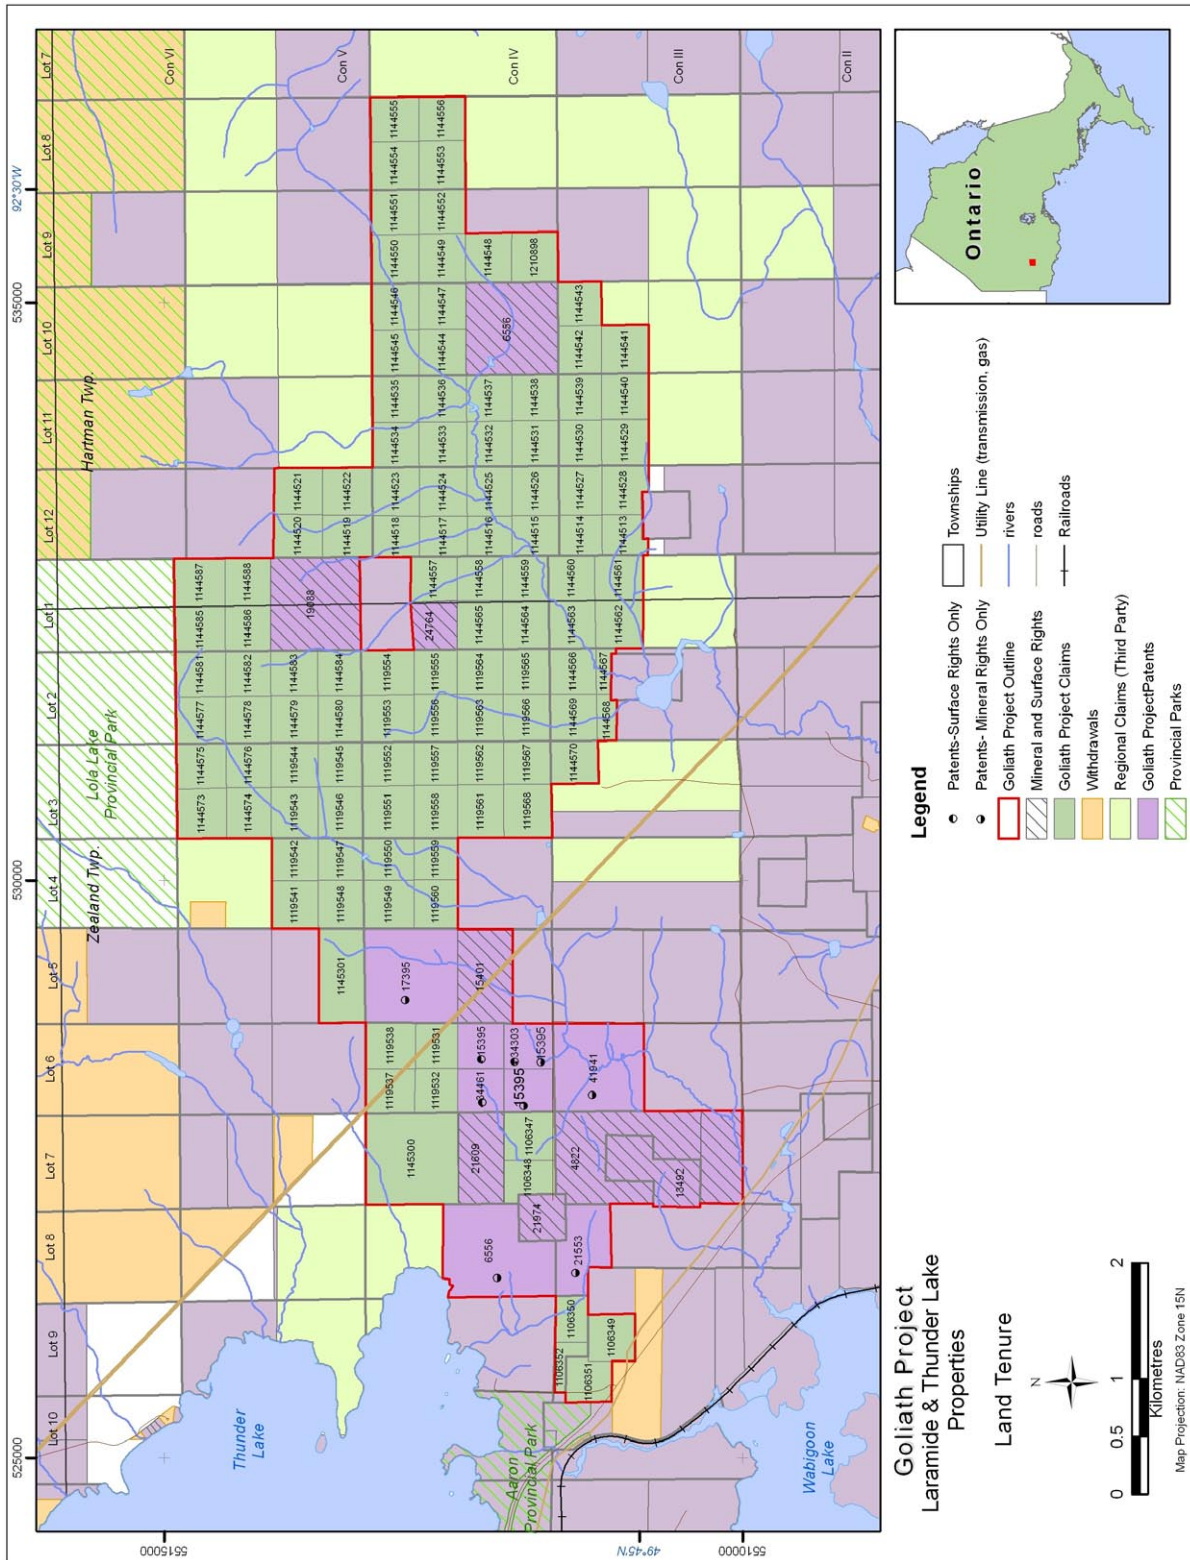 Lot 10
Lot 9
Lot 8
Lot 7
Lot 6
Lot 5
Lot 4
Lot 3
Lot 2
Lot 1
Lot 12
Lot 11
Lot 10
Lot 9
Lot 8
Lot 7
525000
530000
535000
92°30'W
5515000
49°45'N
5510000
Zealand Twp.
Hartman Twp.
Lola Lake
Provincial Park
Con VI
Con V
Con IV
Con III
Con II
Thunder
Lake
Aaron
Provincial Park
Wabigoon
Lake
1144573
1144575
1144577
1144581
1144585
1144587
1144574
1144576
1144578
1144582
1144586
1144588
1119541
1119542
1119543
1119544
1144579
1144583
19088
1144520
1144521
1145301
1119548
1119547
1119546
1119545
1144580
1144584
1144519
1144522
1145300
1119537
1119538
17395
1119549
1119550
1119551
1119552
1119553
1119554
1144518
1144523
1144534
1144535
1144545
1144546
1144550
1144551
1144554
1144555
1119532
1119531
1119560
1119559
1119558
1119557
1119556
1119555
24764
1144557
1144517
1144524
1144533
1144536
1144544
1144547
1144549
1144552
1144553
1144556
6556
21609
34461
15395
15401
1119561
1119562
1119563
1119564
1144565
1144558
1144516
1144525
1144532
1144537
6556
1144548
21974
1106348
1106347
15395
34303
15395
1119568
1119567
1119566
1119565
1144564
1144559
1144515
1144526
1144531
1144538
1210898
1106352
1106350
21553
4822
41941
1144570
1144569
1144566
1144563
1144560
1144514
1144527
1144530
1144539
1144542
1144543
1106351
1106349
13492
1144568
1144567
1144562
1144561
1144513
1144528
1144529
1144540
1144541
Goliath Project
Laramide & Thunder Lake
Properties
Land Tenure
N
0 0.5 1 2
Kilometres
Map Projection: NAD83 Zone 15N
Legend
Patents-Surface Rights Only
Patents- Mineral Rights Only
Goliath Project Outline
Mineral and Surface Rights
Goliath Project Claims
Withdrawals
Regional Claims (Third Party)
Goliath ProjectPatents
Provincial Parks
Townships
Utility Line (transmission, gas)
rivers
roads
Railroads
Ontario